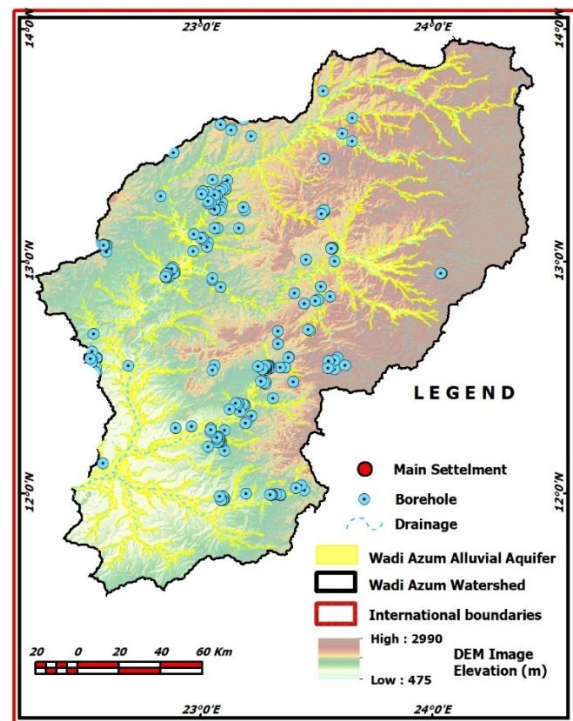 23°0'E 24°0'E
14°0'N 14°0'N
13°0'N 13°0'N
12°0'N 12°0'N
LEGEND
Main Settelment
Borehole
Drainage
Wadi Azum Alluvial Aquifer
Wadi Azum Watershed
International boundaries
High : 2990
DEM Image
Elevation (m)
Low : 475
20 0 20 40 60 Km
23°0'E 24°0'E